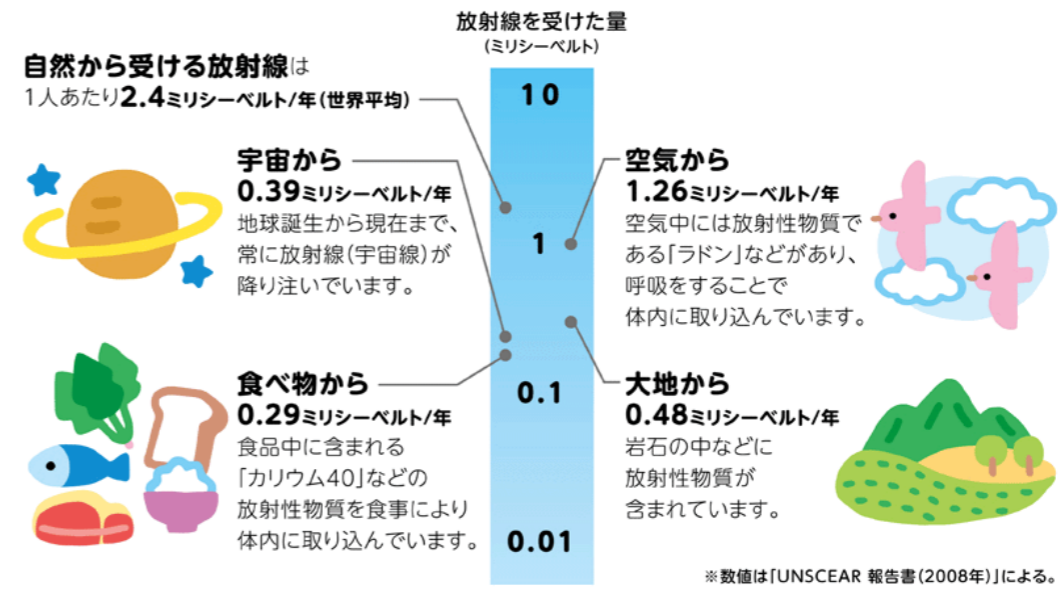 放射線を受けた量
(ミリシーベルト)
自然から受ける放射線は
1人あたり2.4ミリシーベルト/年(世界平均)
10
宇宙から
0.39ミリシーベルト/年
地球誕生から現在まで、
常に放射線(宇宙線)が
降り注いでいます。
空気から
1.26ミリシーベルト/年
空気中には放射性物質で
ある「ラドン」などがあり、
呼吸をすることで
体内に取り込んでいます。
1
食べ物から
0.29ミリシーベルト/年
食品中に含まれる
「カリウム40」などの
放射性物質を食事により
体内に取り込んでいます。
0.1
大地から
0.48ミリシーベルト/年
岩石の中などに
放射性物質が
含まれています。
0.01
※数値は「UNSCEAR 報告書(2008年)」による。